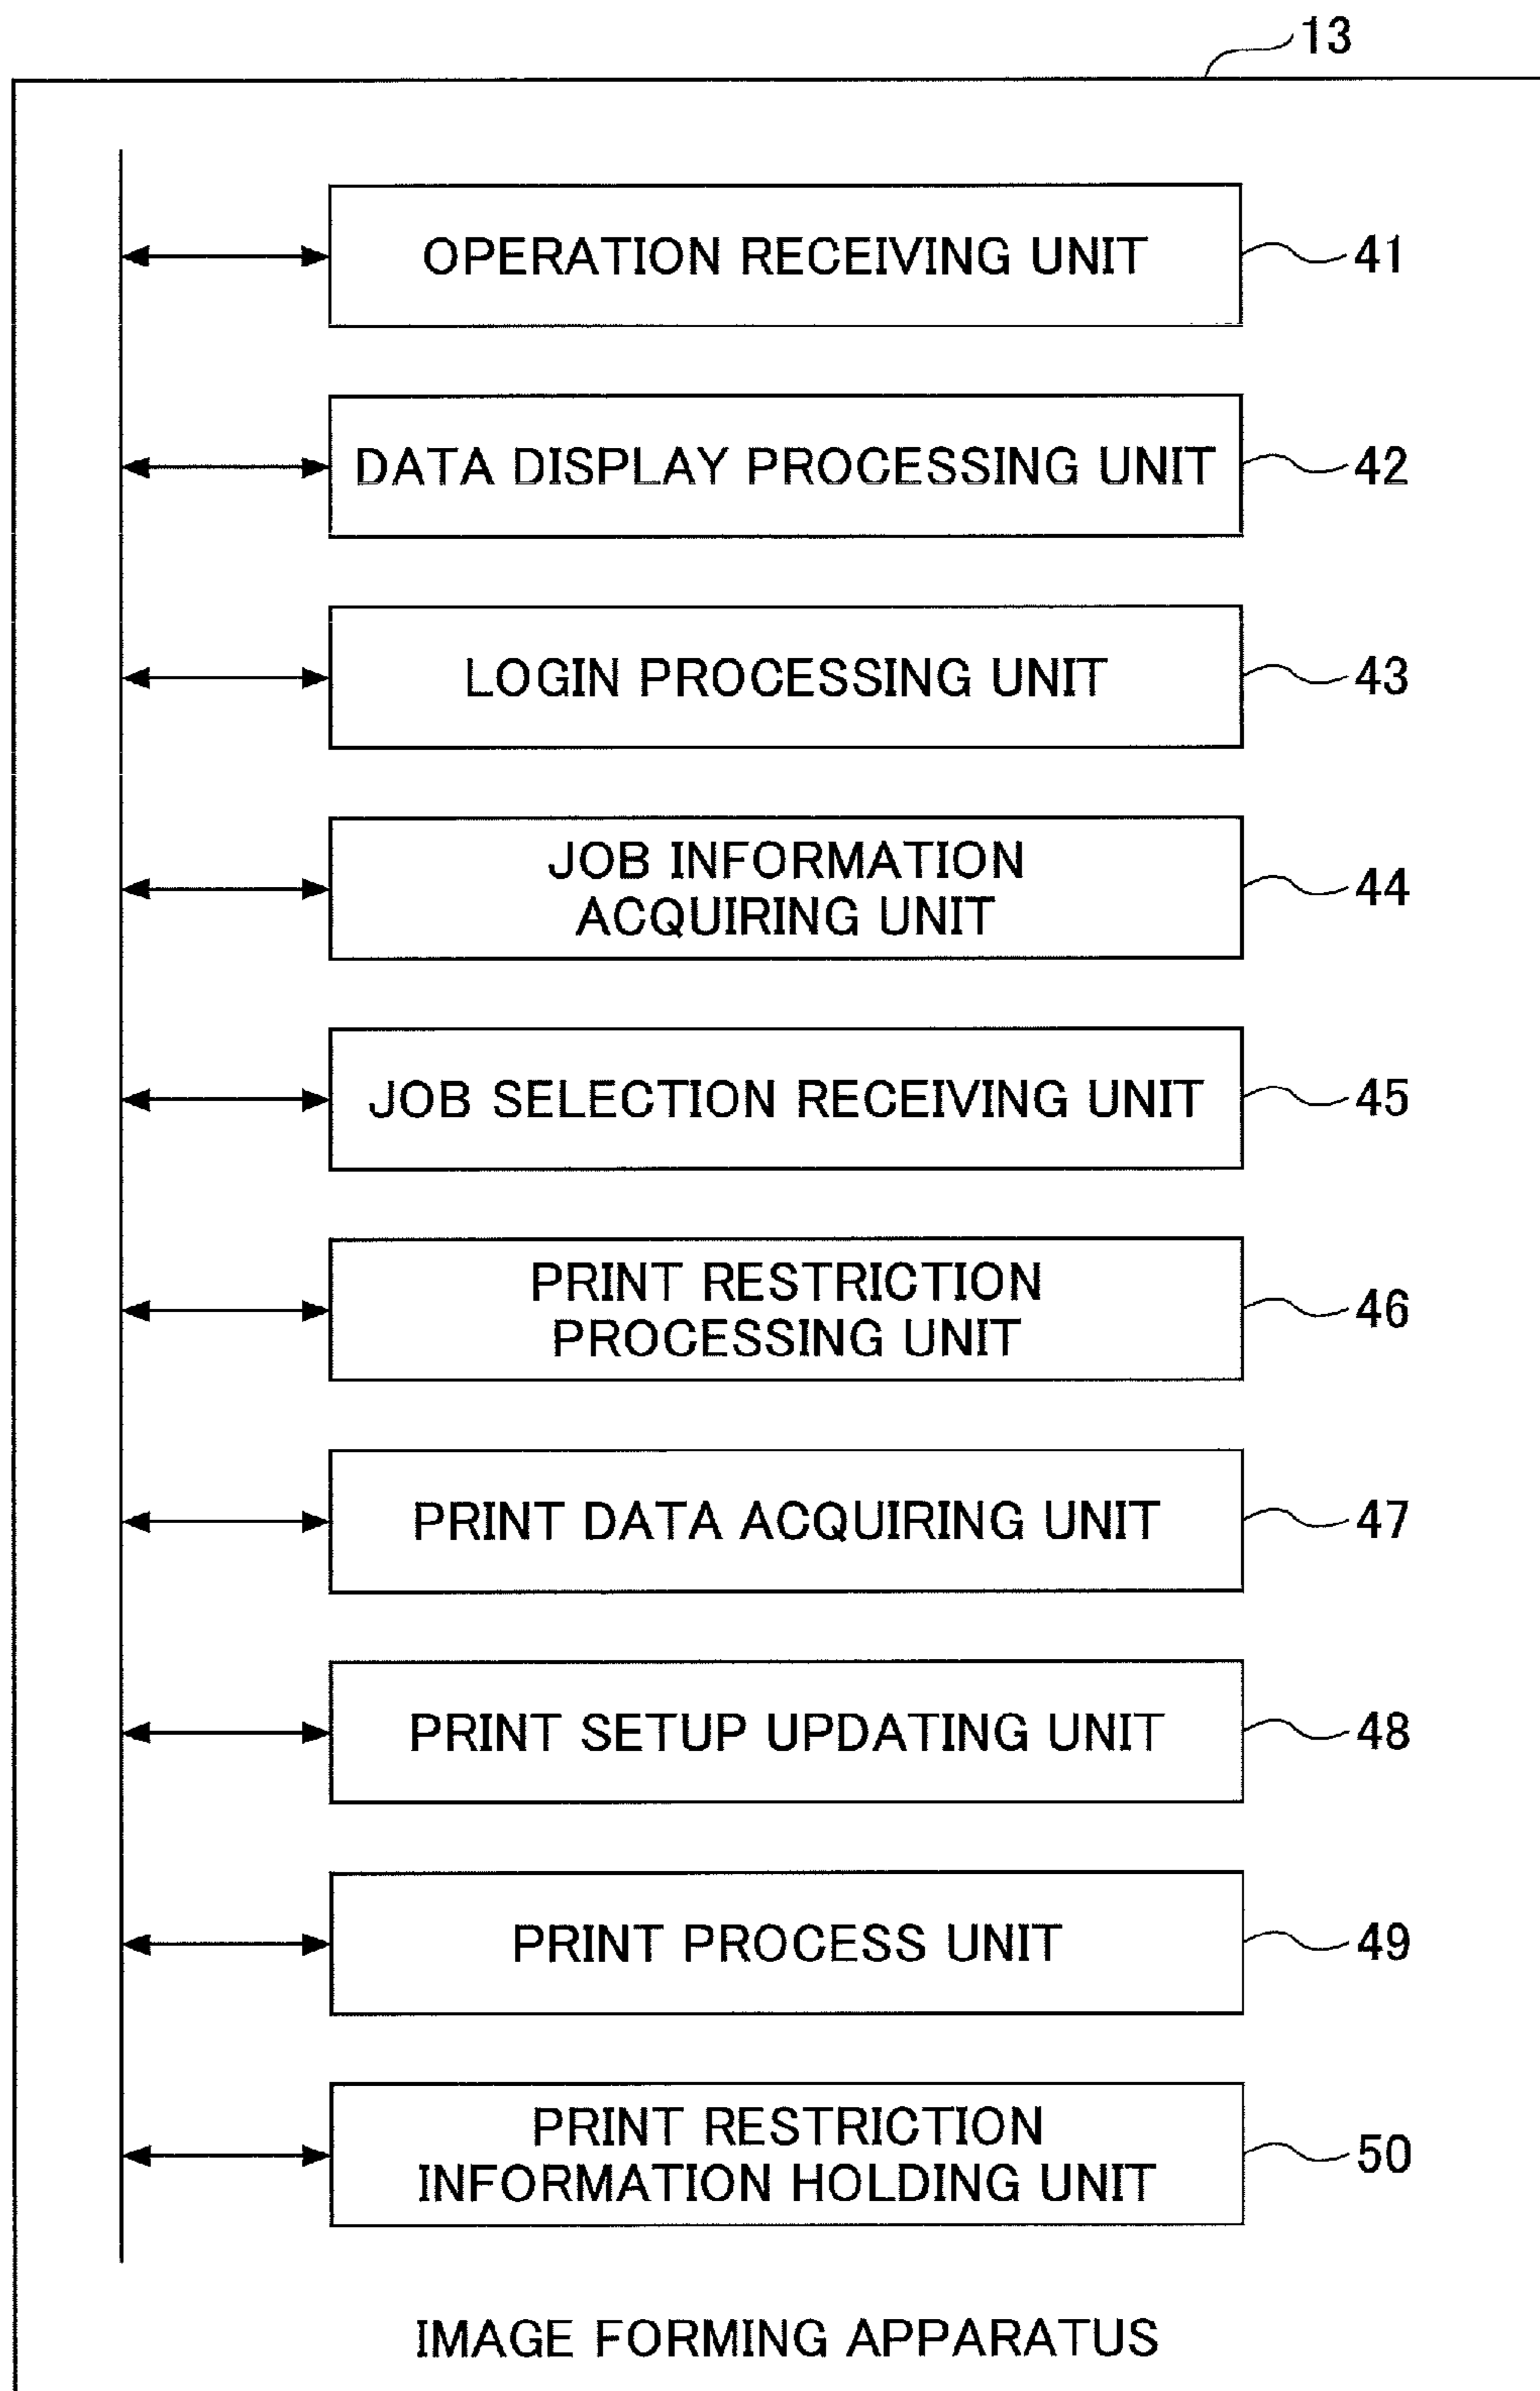 13
OPERATION RECEIVING UNIT 41
DATA DISPLAY PROCESSING UNIT 42
LOGIN PROCESSING UNIT 43
JOB INFORMATION
ACQUIRING UNIT 44
JOB SELECTION RECEIVING UNIT 45
PRINT RESTRICTION
PROCESSING UNIT 46
PRINT DATA ACQUIRING UNIT 47
PRINT SETUP UPDATING UNIT 48
PRINT PROCESS UNIT 49
PRINT RESTRICTION
INFORMATION HOLDING UNIT 50
IMAGE FORMING APPARATUS